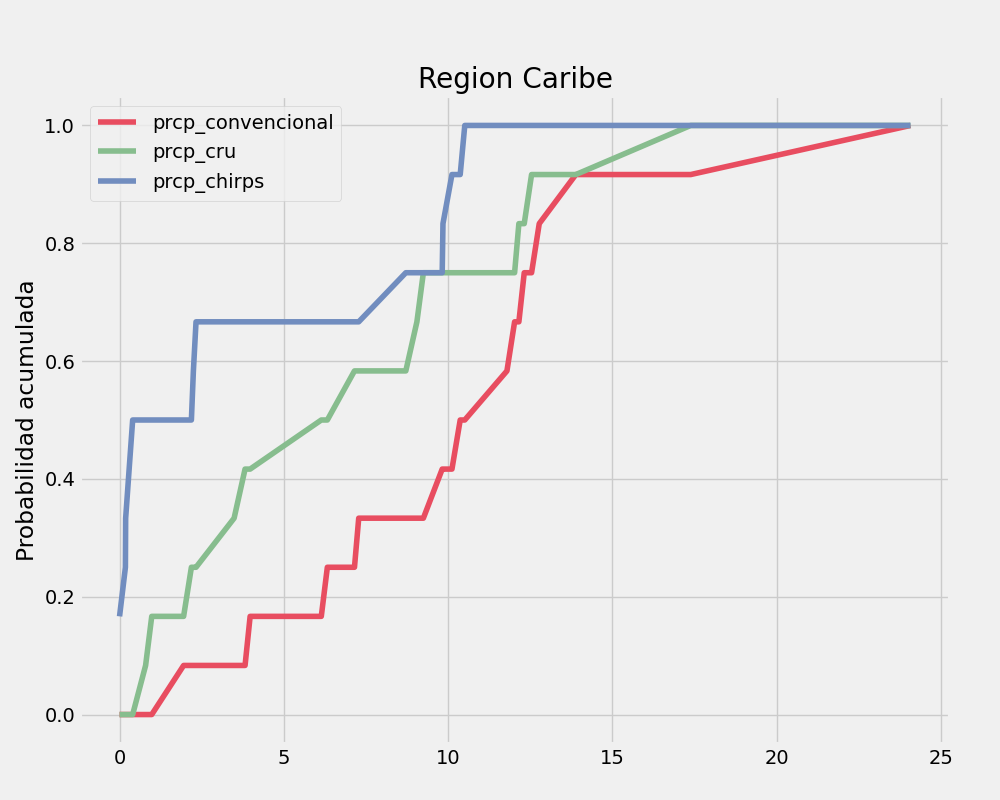 Region Caribe
prcp_convencional
prcp_cru
prcp_chirps
Probabilidad acumulada
1.0
0.8
0.6
0.4
0.2
0.0
0 5 10 15 20 25